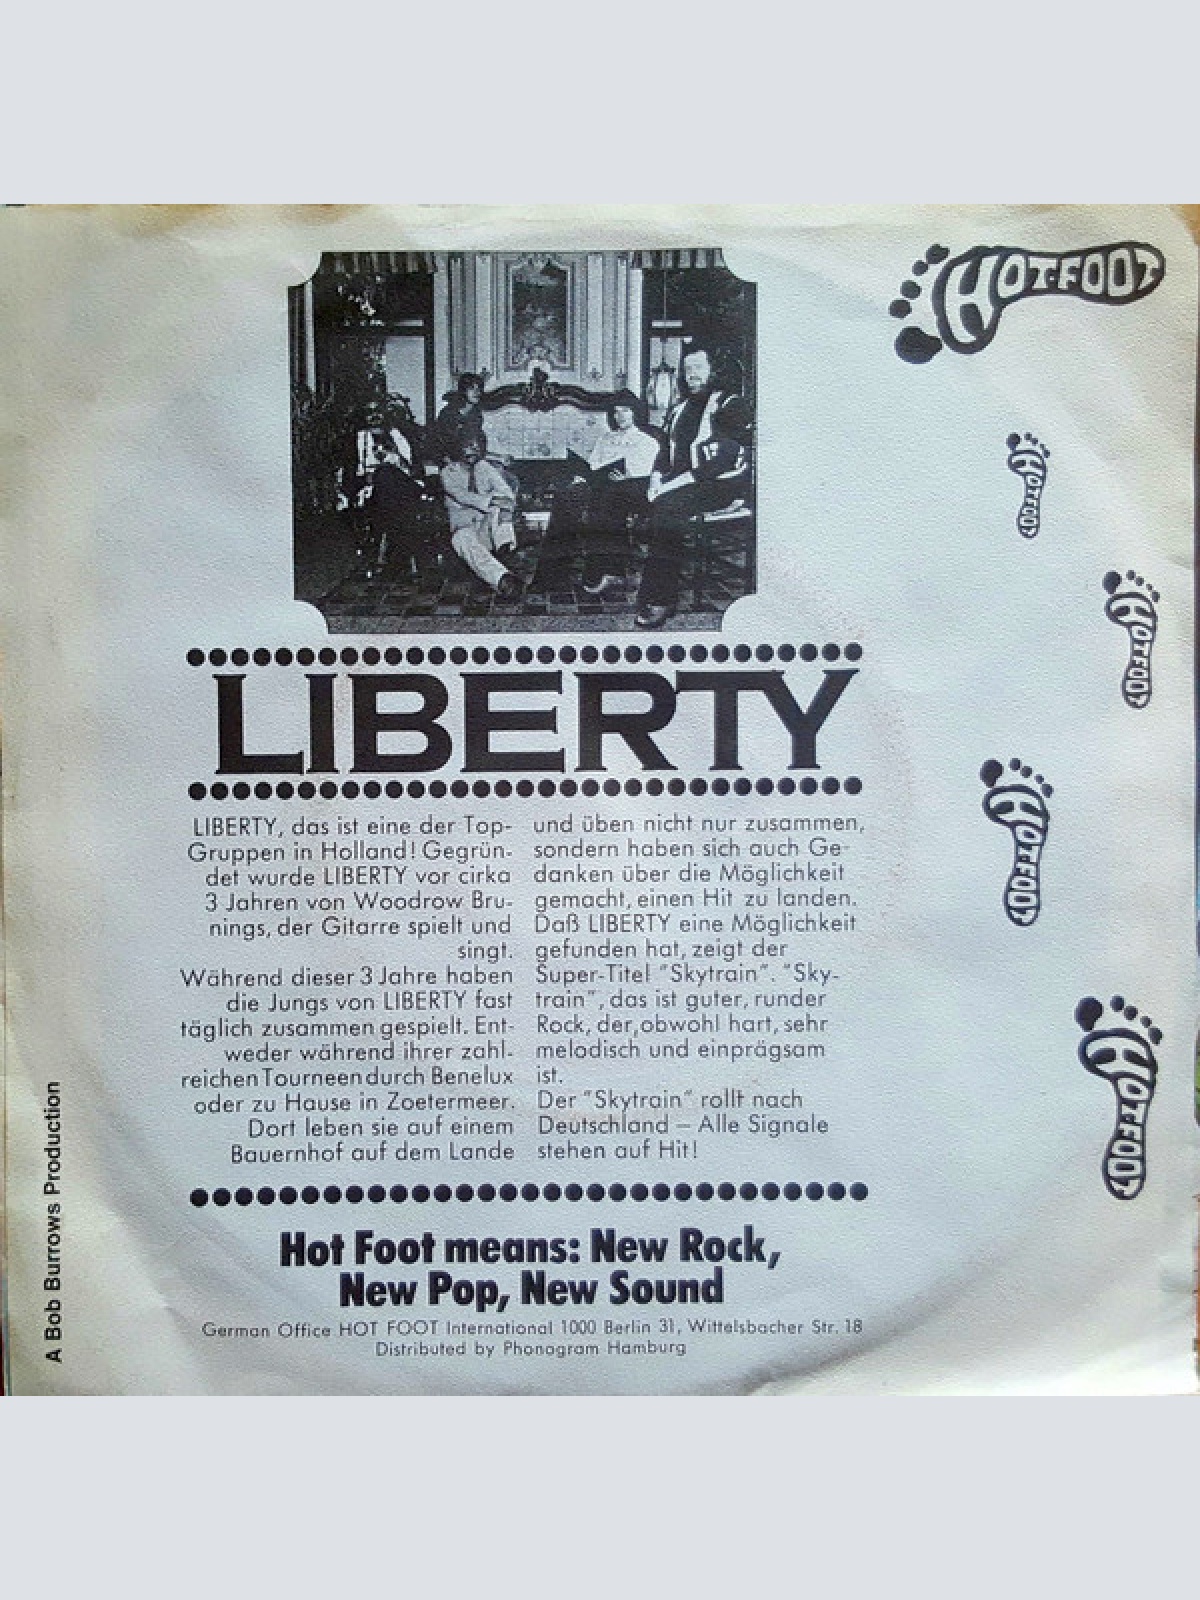 HOT-FOOT
HOT-FOOT
HOT-FOOT
HOT-FOOT
HOT-FOOT
LIBERTY
LIBERTY, das ist eine der Top-
Gruppen in Holland! Gegrün-
det wurde LIBERTY vor cirka
3 Jahren von Woodrow Bru-
nings, der Gitarre spielt und
singt.
Während dieser 3 Jahre haben
die Jungs von LIBERTY fast
täglich zusammen gespielt. Ent-
weder während ihrer zahl-
reichen Tourneen durch Benelux
oder zu Hause in Zoetermeer.
Dort leben sie auf einem
Bauernhof auf dem Lande
und üben nicht nur zusammen,
sondern haben sich auch Ge-
danken über die Möglichkeit
gemacht, einen Hit zu landen.
Daß LIBERTY eine Möglichkeit
gefunden hat, zeigt der
Super-Titel "Skytrain". "Sky-
train", das ist guter, runder
Rock, der, obwohl hart, sehr
melodisch und einprägsam
ist.
Der "Skytrain" rollt nach
Deutschland – Alle Signale
stehen auf Hit!
Hot Foot means: New Rock,
New Pop, New Sound
German Office HOT FOOT International 1000 Berlin 31, Wittelsbacher Str. 18
Distributed by Phonogram Hamburg
A Bob Burrows Production